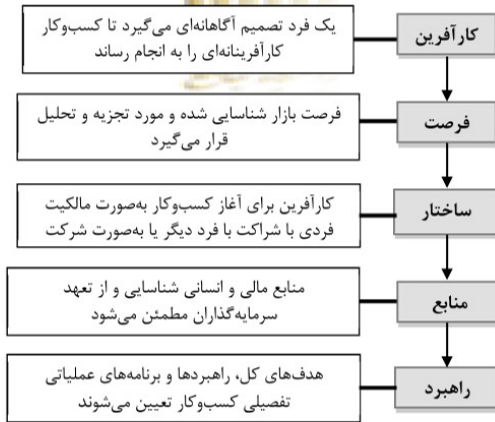 کارآفرین
یک فرد تصمیم آگاهانه‌ای می‌گیرد تا کسب‌وکار
کارآفرینانه‌ای را به انجام رساند
فرصت
فرصت بازار شناسایی شده و مورد تجزیه و تحلیل
قرار می‌گیرد
ساختار
کارآفرین برای آغاز کسب‌وکار به‌صورت مالکیت
فردی با شراکت با فرد دیگر یا به‌صورت شرکت
منابع
منابع مالی و انسانی شناسایی و از تعهد
سرمایه‌گذاران مطمئن می‌شود
راهبرد
هدف‌های کل، راهبردها و برنامه‌های عملیاتی
تفصیلی کسب‌وکار تعیین می‌شوند